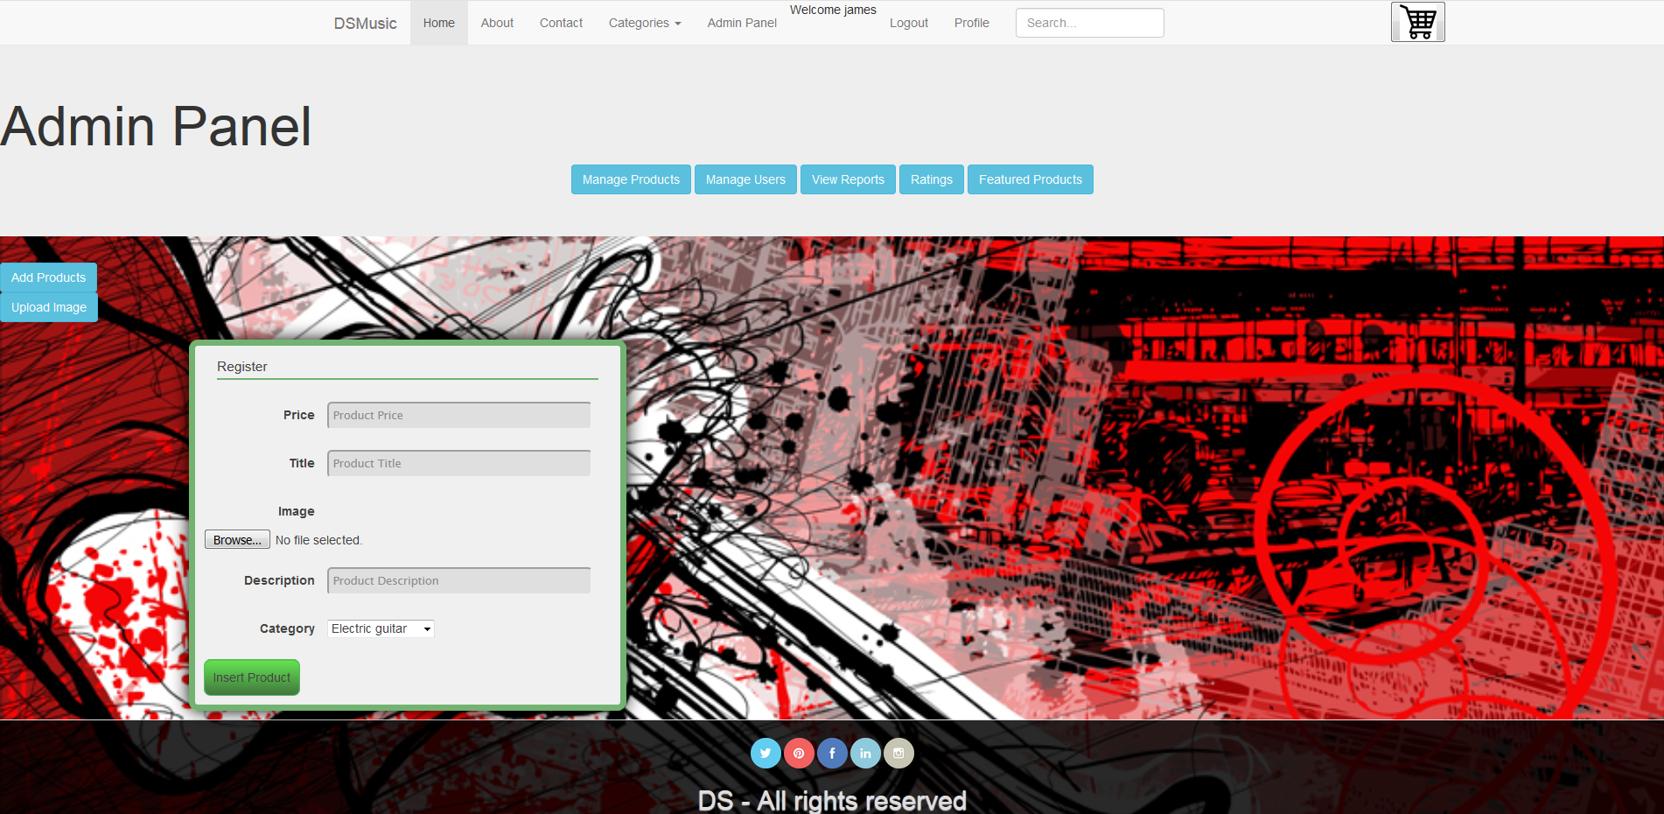 DSMusic Home About Contact Categories Admin Panel Welcome james Logout Profile Search...
Admin Panel
Manage Products Manage Users View Reports Ratings Featured Products
Add Products
Upload Image
Register
Price Product Price
Title Product Title
Image
Browse... No file selected.
Description Product Description
Category Electric guitar
Insert Product
DS - All rights reserved